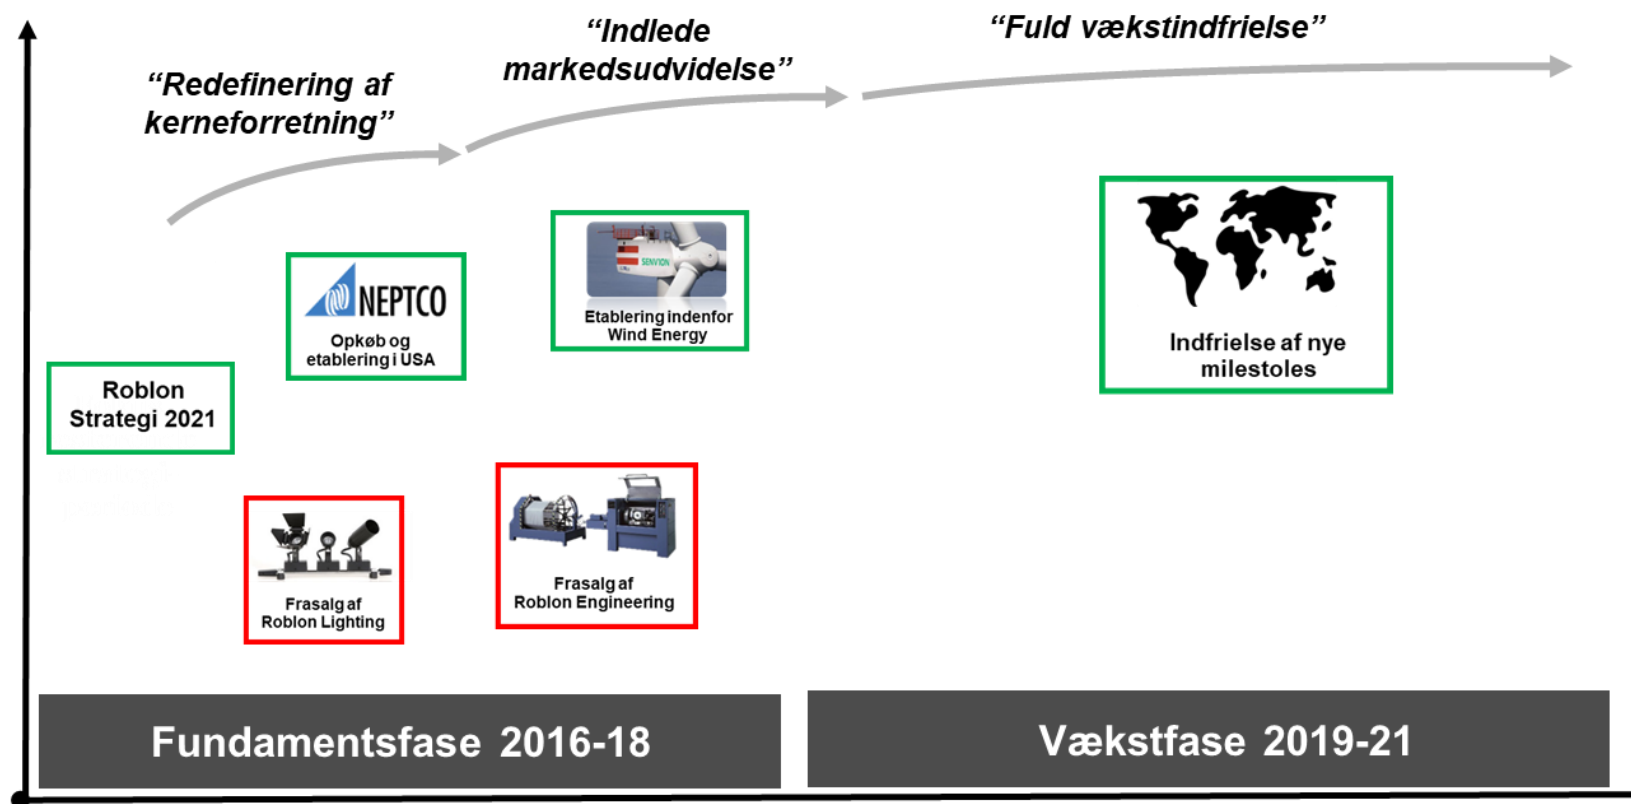 “Redefinering af
kerneforretning”
“Indlede
markedsudvidelse”
“Fuld vækstindfrielse”
Roblon
Strategi 2021
NEPTCO
Opkøb og
etablering i USA
SENVION
Etablering indenfor
Wind Energy
Indfrielse af nye
milestoles
Frasalg af
Roblon Lighting
Frasalg af
Roblon Engineering
Fundamentsfase 2016-18
Vækstfase 2019-21